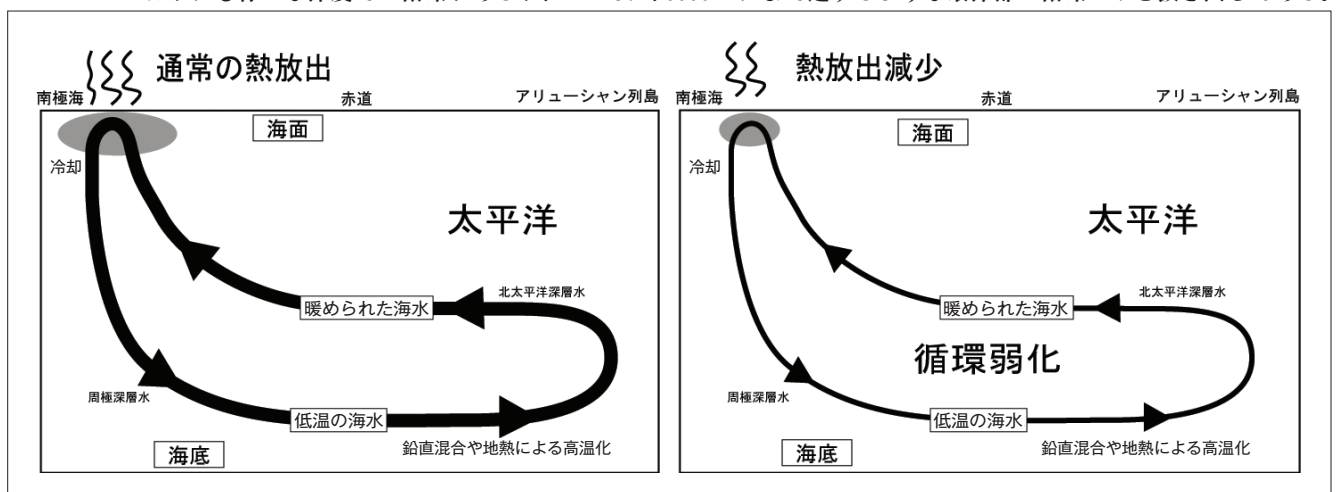 通常の熱放出
南極海
赤道
アリューシャン列島
海面
冷却
太平洋
北太平洋深層水
暖められた海水
周極深層水
低温の海水
鉛直混合や地熱による高温化
海底
熱放出減少
南極海
赤道
アリューシャン列島
海面
冷却
太平洋
北太平洋深層水
暖められた海水
循環弱化
周極深層水
低温の海水
鉛直混合や地熱による高温化
海底